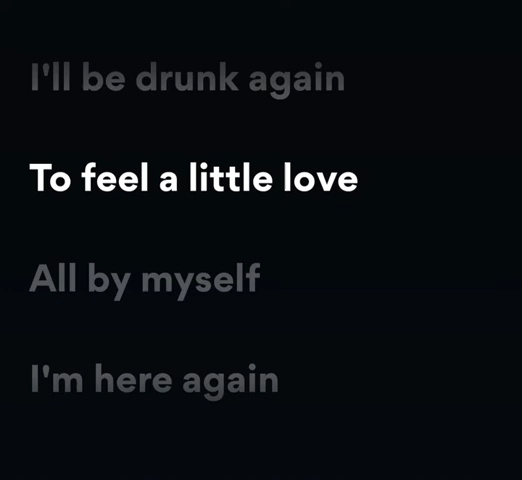 I'll be drunk again
To feel a little love
All by myself
I'm here again